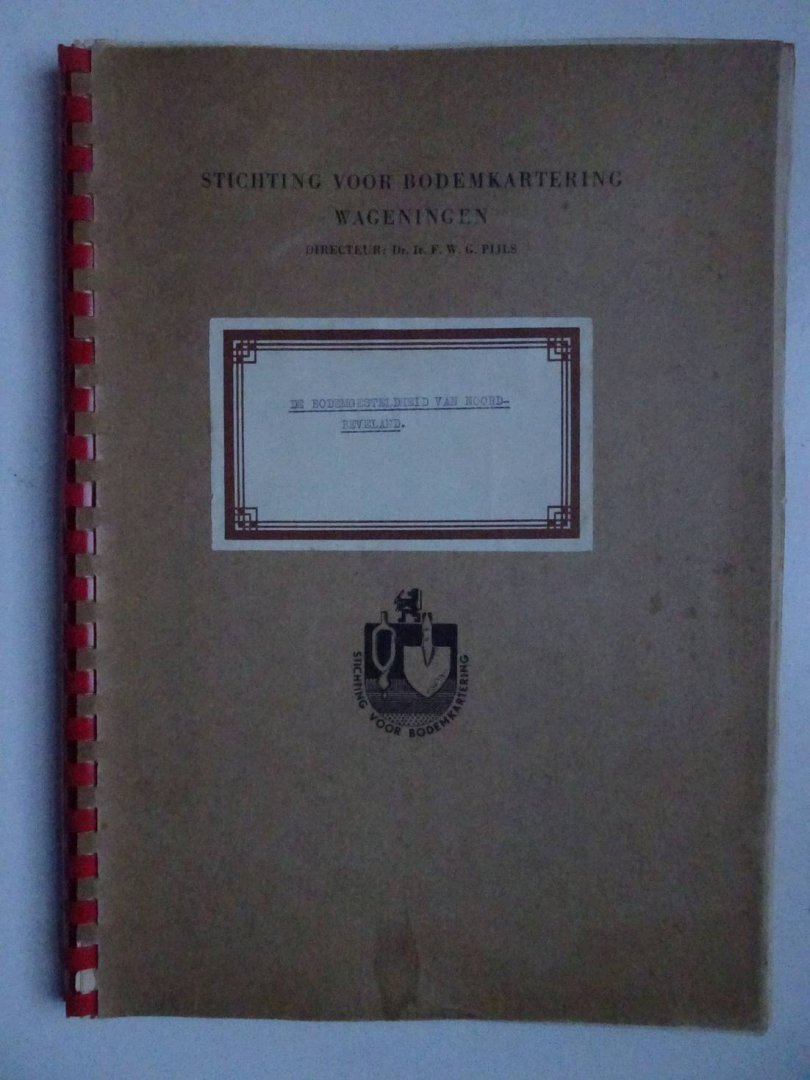 STICHTING VOOR BODEMKARTERING
WAGENINGEN
DIRECTEUR: Dr. Ir. F. W. G. PIJLS
DE BODEMGESTELDHEID VAN NOORD-
BEVELAND.
STICHTING VOOR BODEMKARTERING